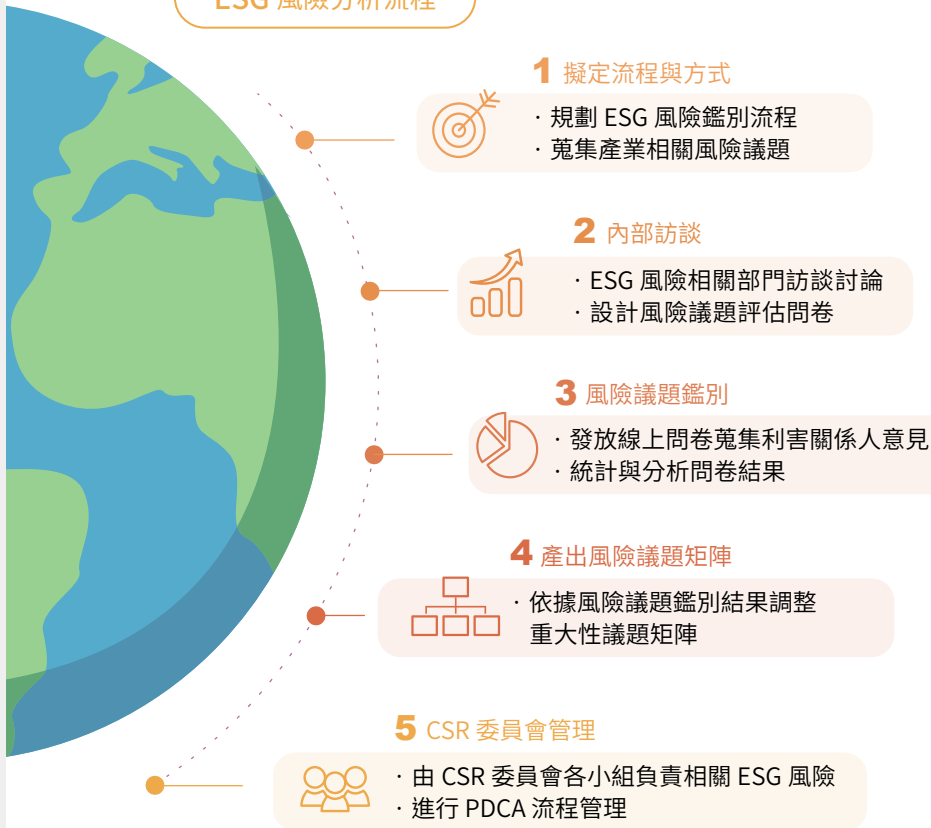 ESG 風險分析流程
1 擬定流程與方式
· 規劃 ESG 風險鑑別流程
· 蒐集產業相關風險議題
2 內部訪談
· ESG 風險相關部門訪談討論
· 設計風險議題評估問卷
3 風險議題鑑別
· 發放線上問卷蒐集利害關係人意見
· 統計與分析問卷結果
4 產出風險議題矩陣
· 依據風險議題鑑別結果調整
重大性議題矩陣
5 CSR 委員會管理
· 由 CSR 委員會各小組負責相關 ESG 風險
· 進行 PDCA 流程管理